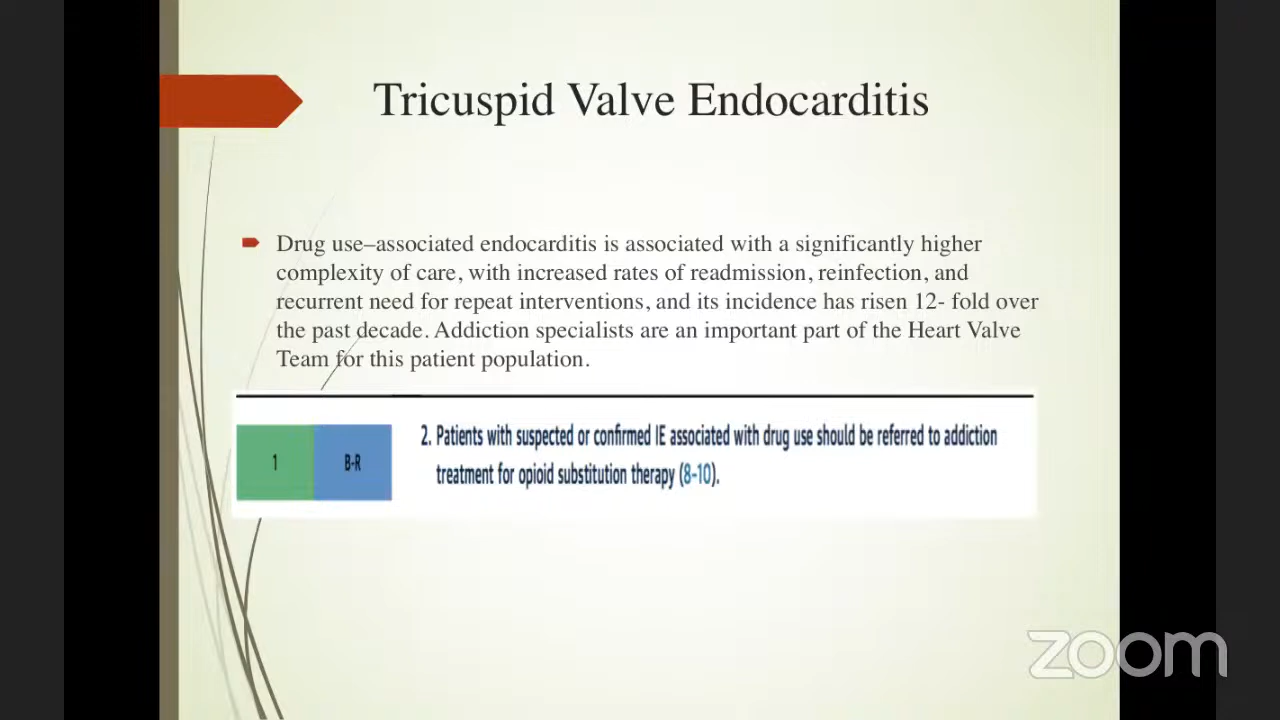 Tricuspid Valve Endocarditis
Drug use–associated endocarditis is associated with a significantly higher
complexity of care, with increased rates of readmission, reinfection, and
recurrent need for repeat interventions, and its incidence has risen 12- fold over
the past decade. Addiction specialists are an important part of the Heart Valve
Team for this patient population.
1 B-R
2. Patients with suspected or confirmed IE associated with drug use should be referred to addiction
treatment for opioid substitution therapy (8-10).
zoom